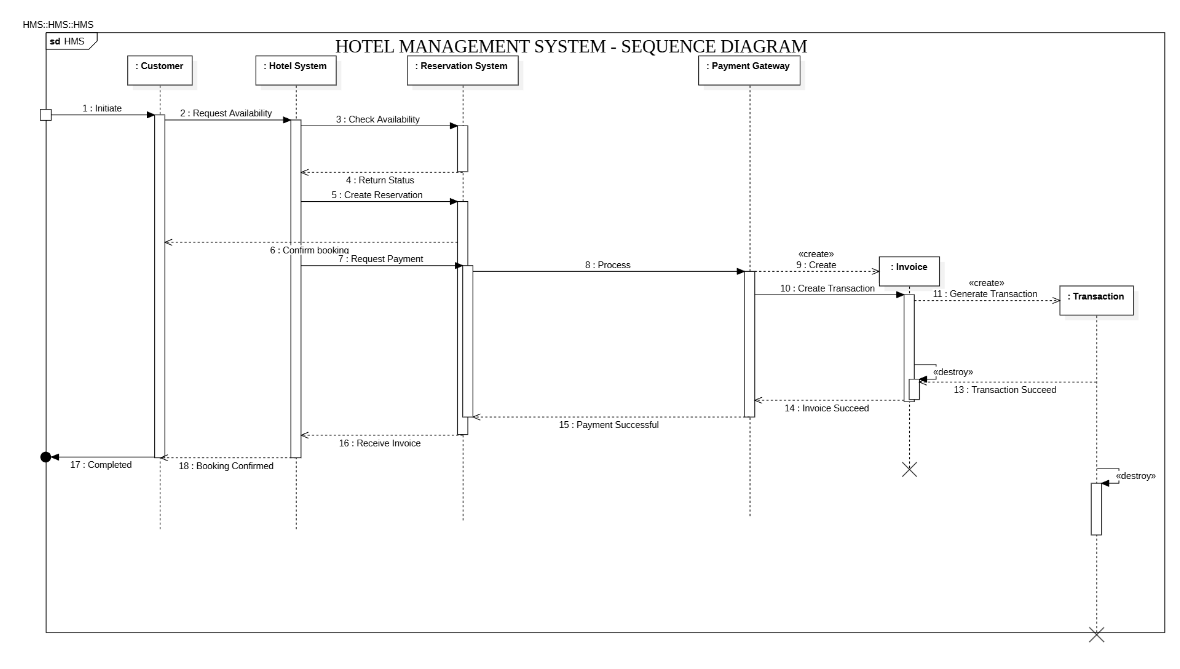 HMS::HMS::HMS
sd HMS
HOTEL MANAGEMENT SYSTEM - SEQUENCE DIAGRAM
: Customer
: Hotel System
: Reservation System
: Payment Gateway
1 : Initiate
2 : Request Availability
3 : Check Availability
4 : Return Status
5 : Create Reservation
6 : Confirm booking
7 : Request Payment
8 : Process
«create»
9 : Create
: Invoice
10 : Create Transaction
«create»
11 : Generate Transaction
: Transaction
«destroy»
13 : Transaction Succeed
14 : Invoice Succeed
15 : Payment Successful
16 : Receive Invoice
17 : Completed
18 : Booking Confirmed
«destroy»